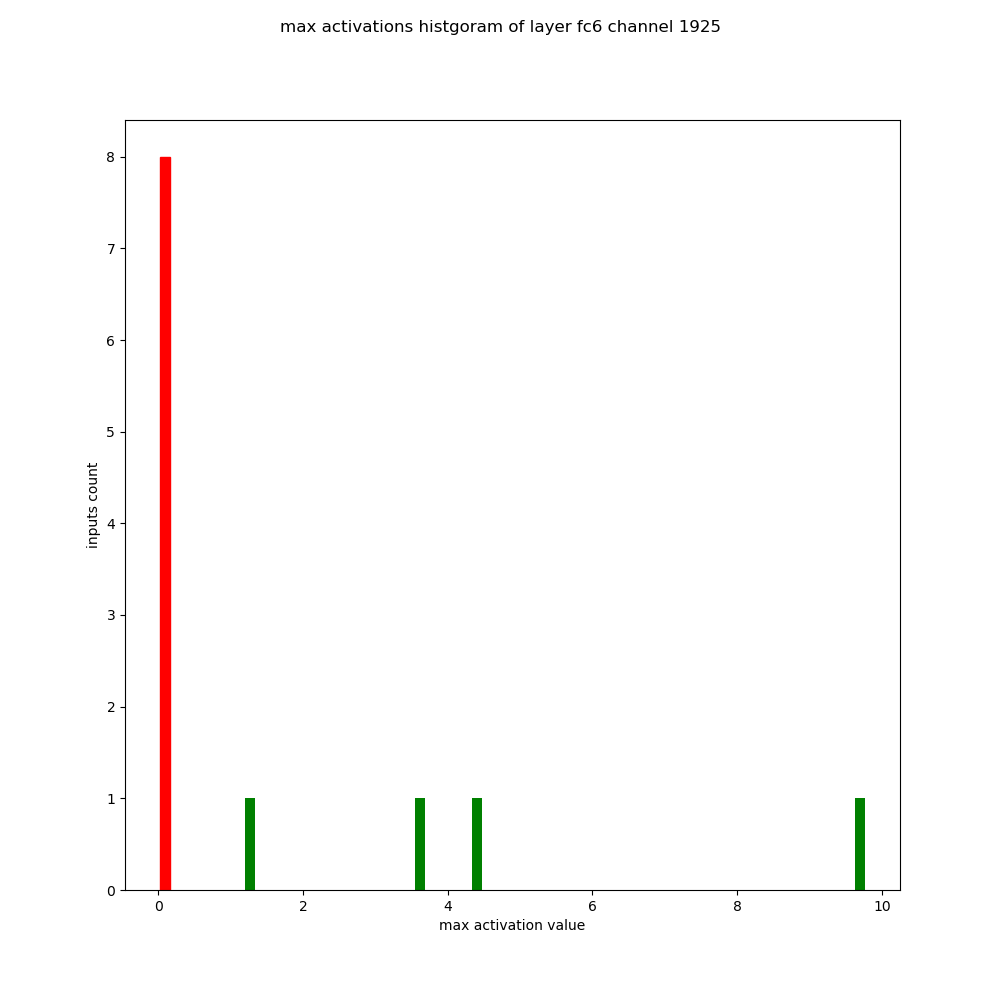 max activations histgoram of layer fc6 channel 1925
8
7
6
5
4
3
2
1
0
inputs count
0 2 4 6 8 10
max activation value